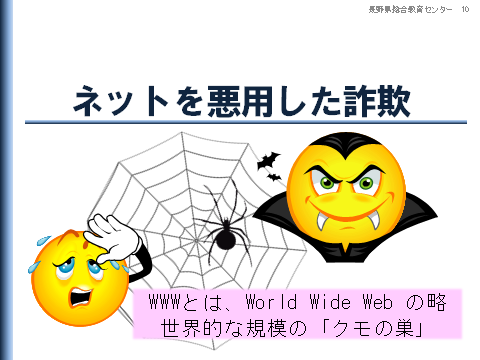 長野県総合教育センター 10
ネットを悪用した詐欺
WWWとは、World Wide Web の略
世界的な規模の「クモの巣」